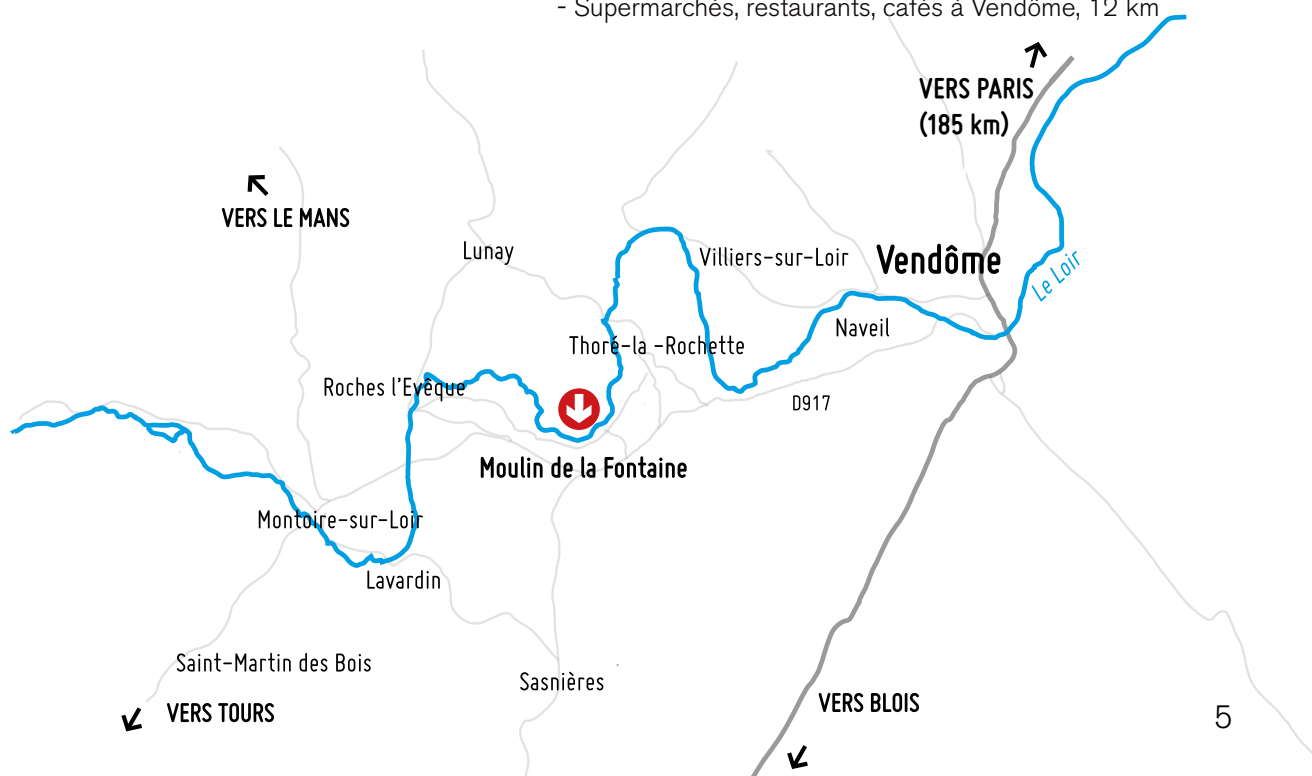 - Supermarchés, restaurants, cafés à Vendôme, 12 km
VERS PARIS
(185 km)
VERS LE MANS
Lunay
Villiers-sur-Loir
Vendôme
Le Loir
Naveil
Thoré-la -Rochette
Roches l'Evêque
D917
Moulin de la Fontaine
Montoire-sur-Loir
Lavardin
Saint-Martin des Bois
Sasnières
VERS TOURS
VERS BLOIS
5